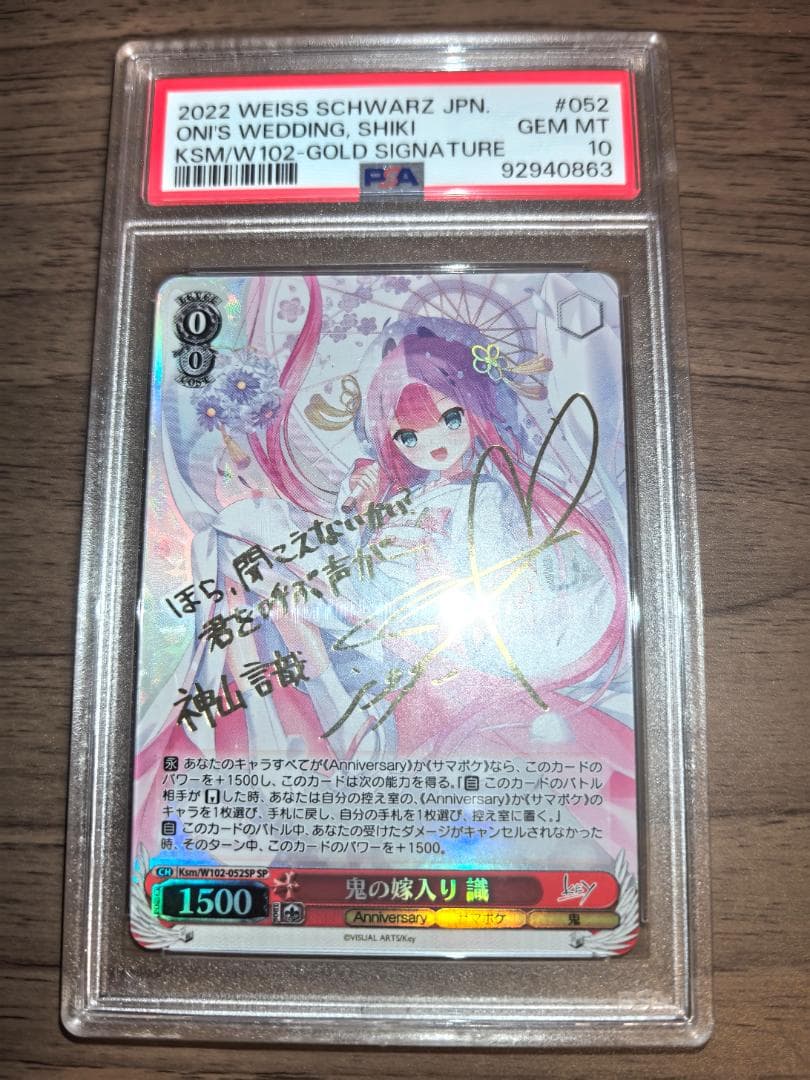 2022 WEISS SCHWARZ JPN. #052
ONI'S WEDDING, SHIKI GEM MT
KSM/W102-GOLD SIGNATURE 10
PSA 92940863
LEVEL
0
0
COST
ほら、聞こえないかい?
君を呼ぶ声が
神山 識
永 あなたのキャラすべてが《Anniversary》か《サマポケ》なら、このカードの
パワーを+1500し、このカードは次の能力を得る。「自 このカードのバトル
相手が した時、あなたは自分の控え室の、《Anniversary》か《サマポケ》の
キャラを1枚選び、手札に戻し、自分の手札を1枚選び、控え室に置く。」
自 このカードのバトル中、あなたの受けたダメージがキャンセルされなかった
時、そのターン中、このカードのパワーを+1500。
CH Ksm/W102-052SP SP
鬼の嫁入り 識
Key
1500
Anniversary サマポケ 鬼
©VISUAL ARTS/Key